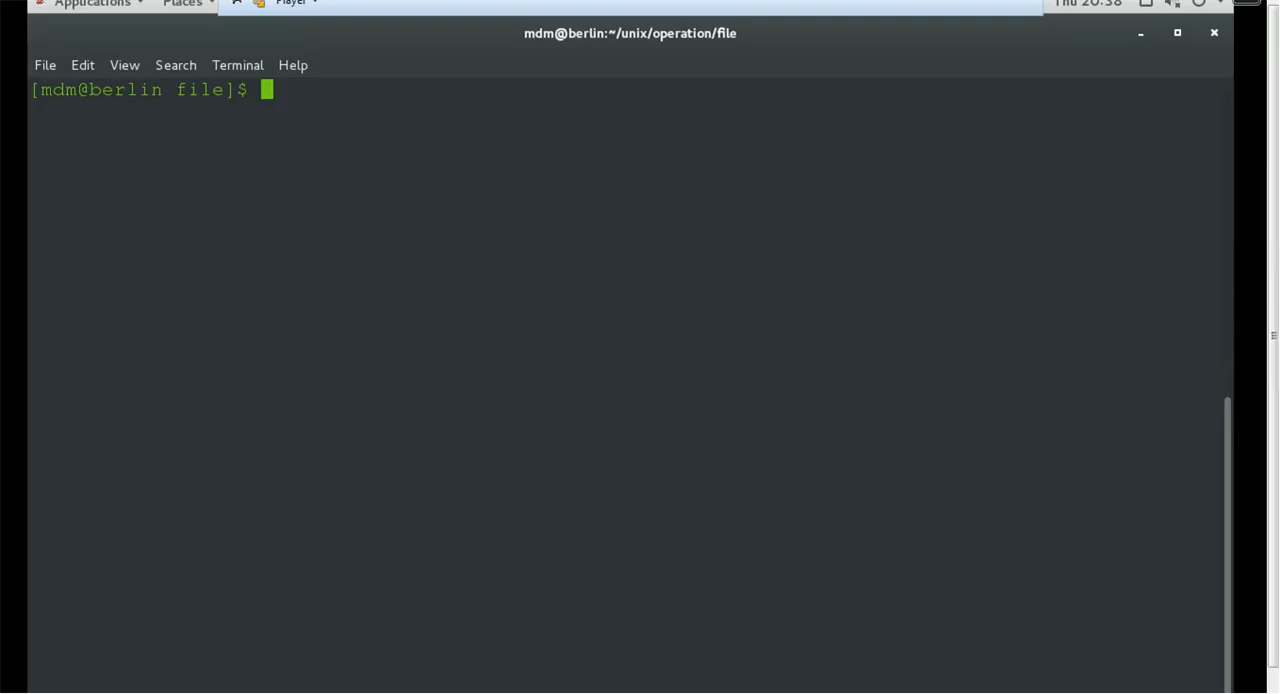 Applications Places Player Thu 20:38
mdm@berlin:~/unix/operation/file
File Edit View Search Terminal Help
[mdm@berlin file]$